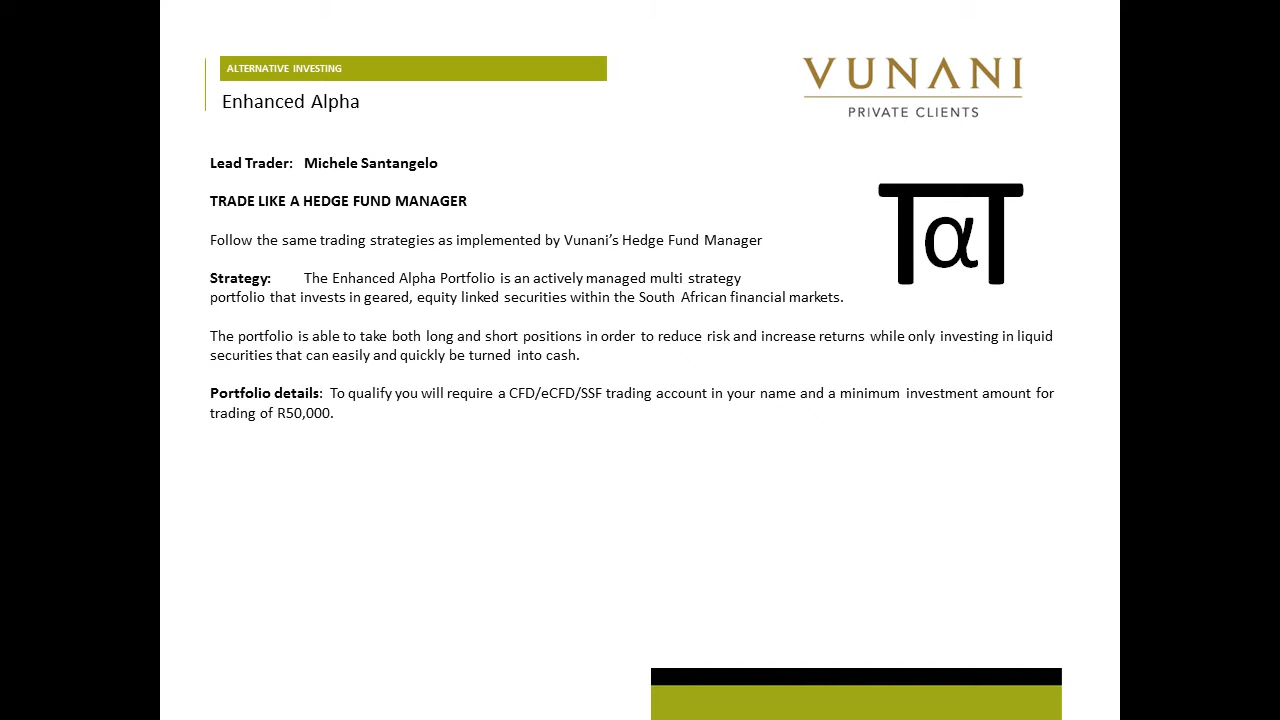 ALTERNATIVE INVESTING
Enhanced Alpha
VUNANI
PRIVATE CLIENTS
Lead Trader: Michele Santangelo
TRADE LIKE A HEDGE FUND MANAGER
Follow the same trading strategies as implemented by Vunani’s Hedge Fund Manager
α
Strategy: The Enhanced Alpha Portfolio is an actively managed multi strategy
portfolio that invests in geared, equity linked securities within the South African financial markets.
The portfolio is able to take both long and short positions in order to reduce risk and increase returns while only investing in liquid
securities that can easily and quickly be turned into cash.
Portfolio details: To qualify you will require a CFD/eCFD/SSF trading account in your name and a minimum investment amount for
trading of R50,000.